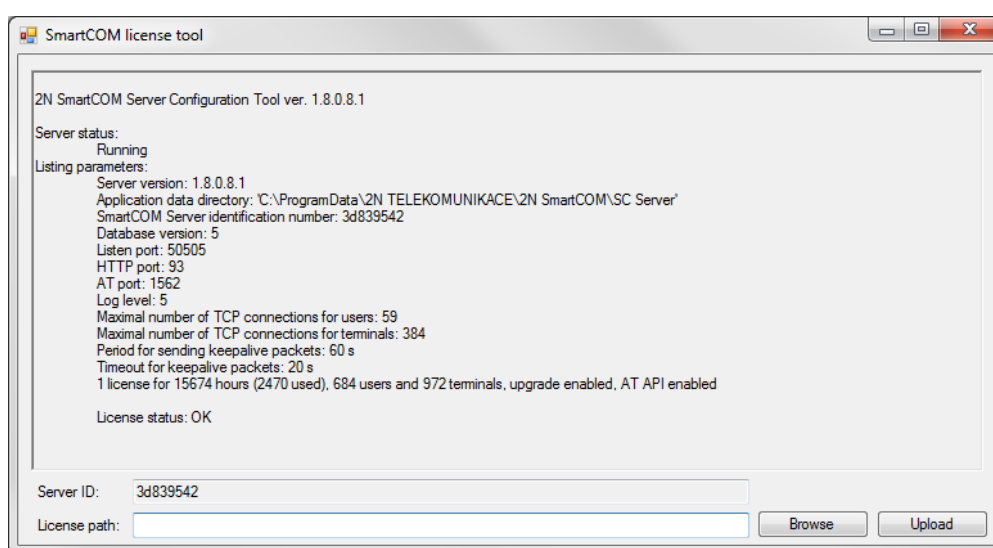 SmartCOM license tool
2N SmartCOM Server Configuration Tool ver. 1.8.0.8.1
Server status:
Running
Listing parameters:
Server version: 1.8.0.8.1
Application data directory: 'C:\ProgramData\2N TELEKOMUNIKACE\2N SmartCOM\SC Server'
SmartCOM Server identification number: 3d839542
Database version: 5
Listen port: 50505
HTTP port: 93
AT port: 1562
Log level: 5
Maximal number of TCP connections for users: 59
Maximal number of TCP connections for terminals: 384
Period for sending keepalive packets: 60 s
Timeout for keepalive packets: 20 s
1 license for 15674 hours (2470 used), 684 users and 972 terminals, upgrade enabled, AT API enabled
License status: OK
Server ID: 3d839542
License path: Browse Upload